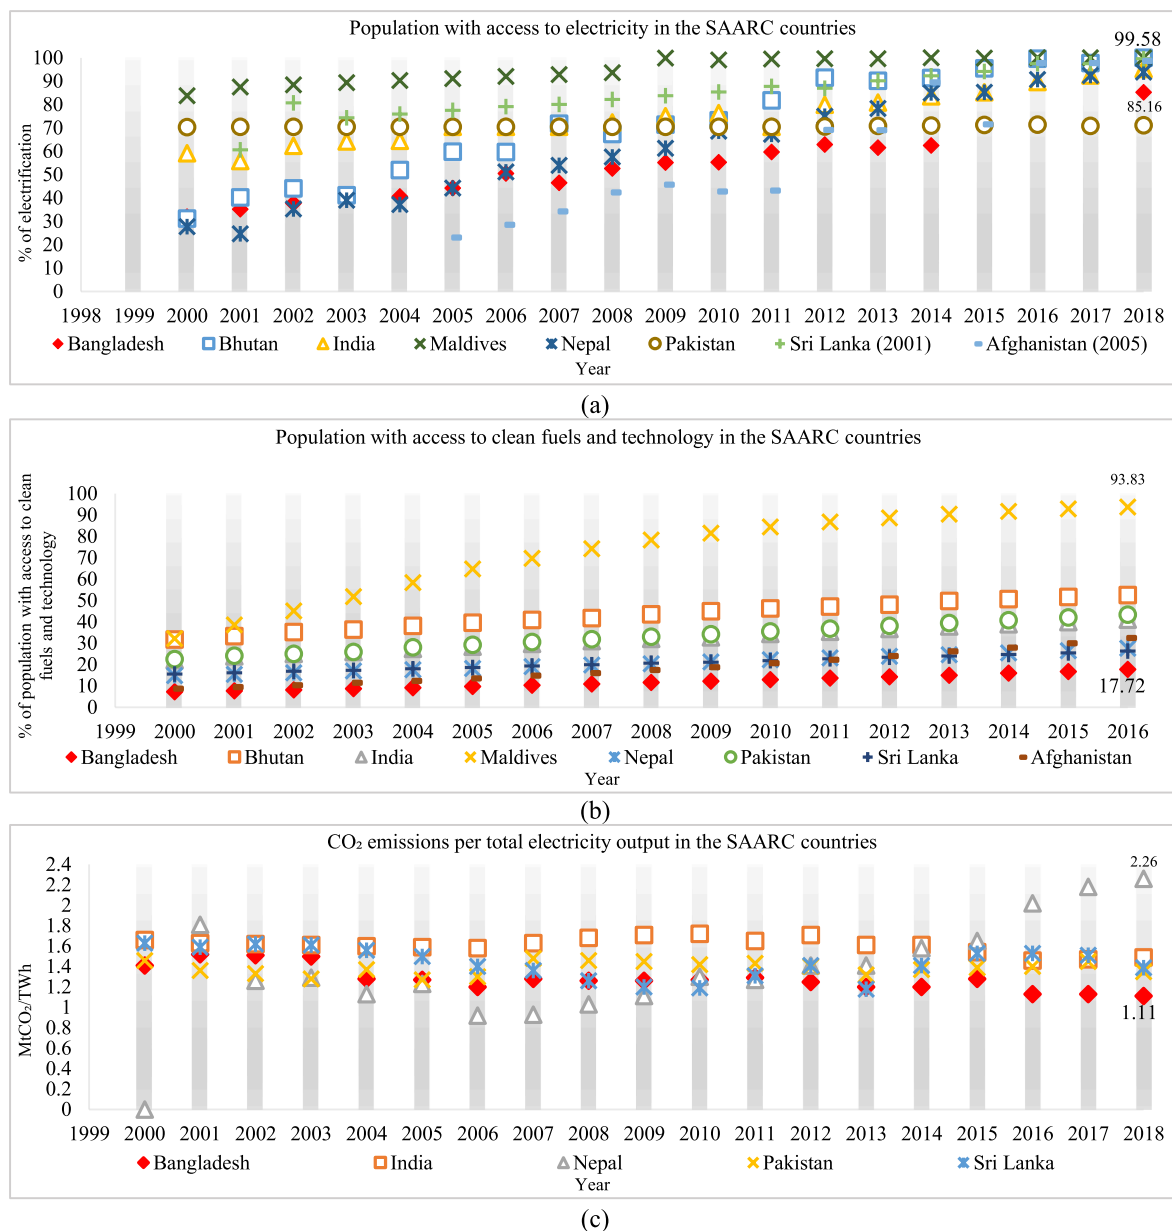 Population with access to electricity in the SAARC countries
% of electrification
100
90
80
70
60
50
40
30
20
10
0
99.58
85.16
1998 1999 2000 2001 2002 2003 2004 2005 2006 2007 2008 2009 2010 2011 2012 2013 2014 2015 2016 2017 2018
Bangladesh Bhutan India Maldives Nepal Pakistan Sri Lanka (2001) Afghanistan (2005)
Year
(a)
Population with access to clean fuels and technology in the SAARC countries
% of population with access to clean
fuels and technology
100
90
80
70
60
50
40
30
20
10
0
93.83
17.72
1999 2000 2001 2002 2003 2004 2005 2006 2007 2008 2009 2010 2011 2012 2013 2014 2015 2016
Bangladesh Bhutan India Maldives Nepal Pakistan Sri Lanka Afghanistan
Year
(b)
CO₂ emissions per total electricity output in the SAARC countries
MtCO₂/TWh
2.4
2.2
2
1.8
1.6
1.4
1.2
1
0.8
0.6
0.4
0.2
0
2.26
1.11
1999 2000 2001 2002 2003 2004 2005 2006 2007 2008 2009 2010 2011 2012 2013 2014 2015 2016 2017 2018
Bangladesh India Nepal Pakistan Sri Lanka
Year
(c)